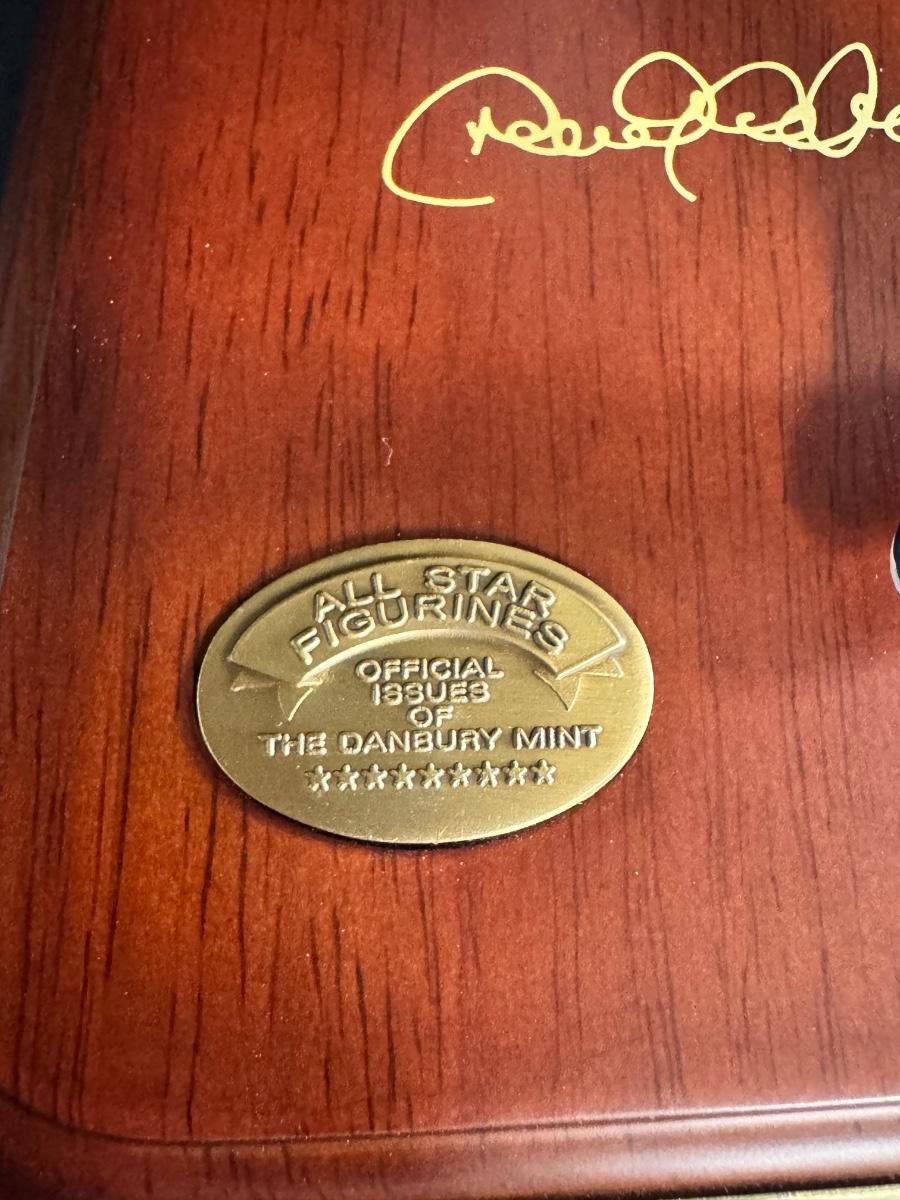 ALL STAR
FIGURINES
OFFICIAL
ISSUES
OF
THE DANBURY MINT